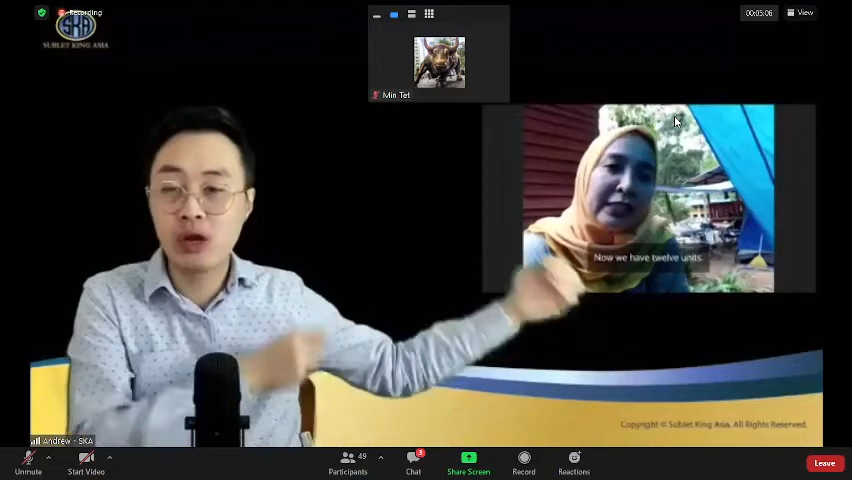 Recording
SKA
SUBLET KING ASIA
00:05:06
View
Min Tet
Now we have twelve units.
Copyright © Sublet King Asia. All Rights Reserved.
Andrew - SKA
Unmute
Start Video
Participants
49
Chat
3
Share Screen
Record
Reactions
Leave